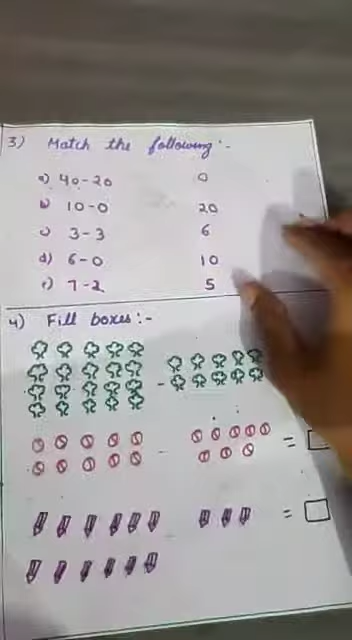 3) Match the following :-
a) 40-20 0
b) 10-0 20
c) 3-3 6
d) 6-0 10
e) 7-2 5
4) Fill boxes :-
-
- =
=